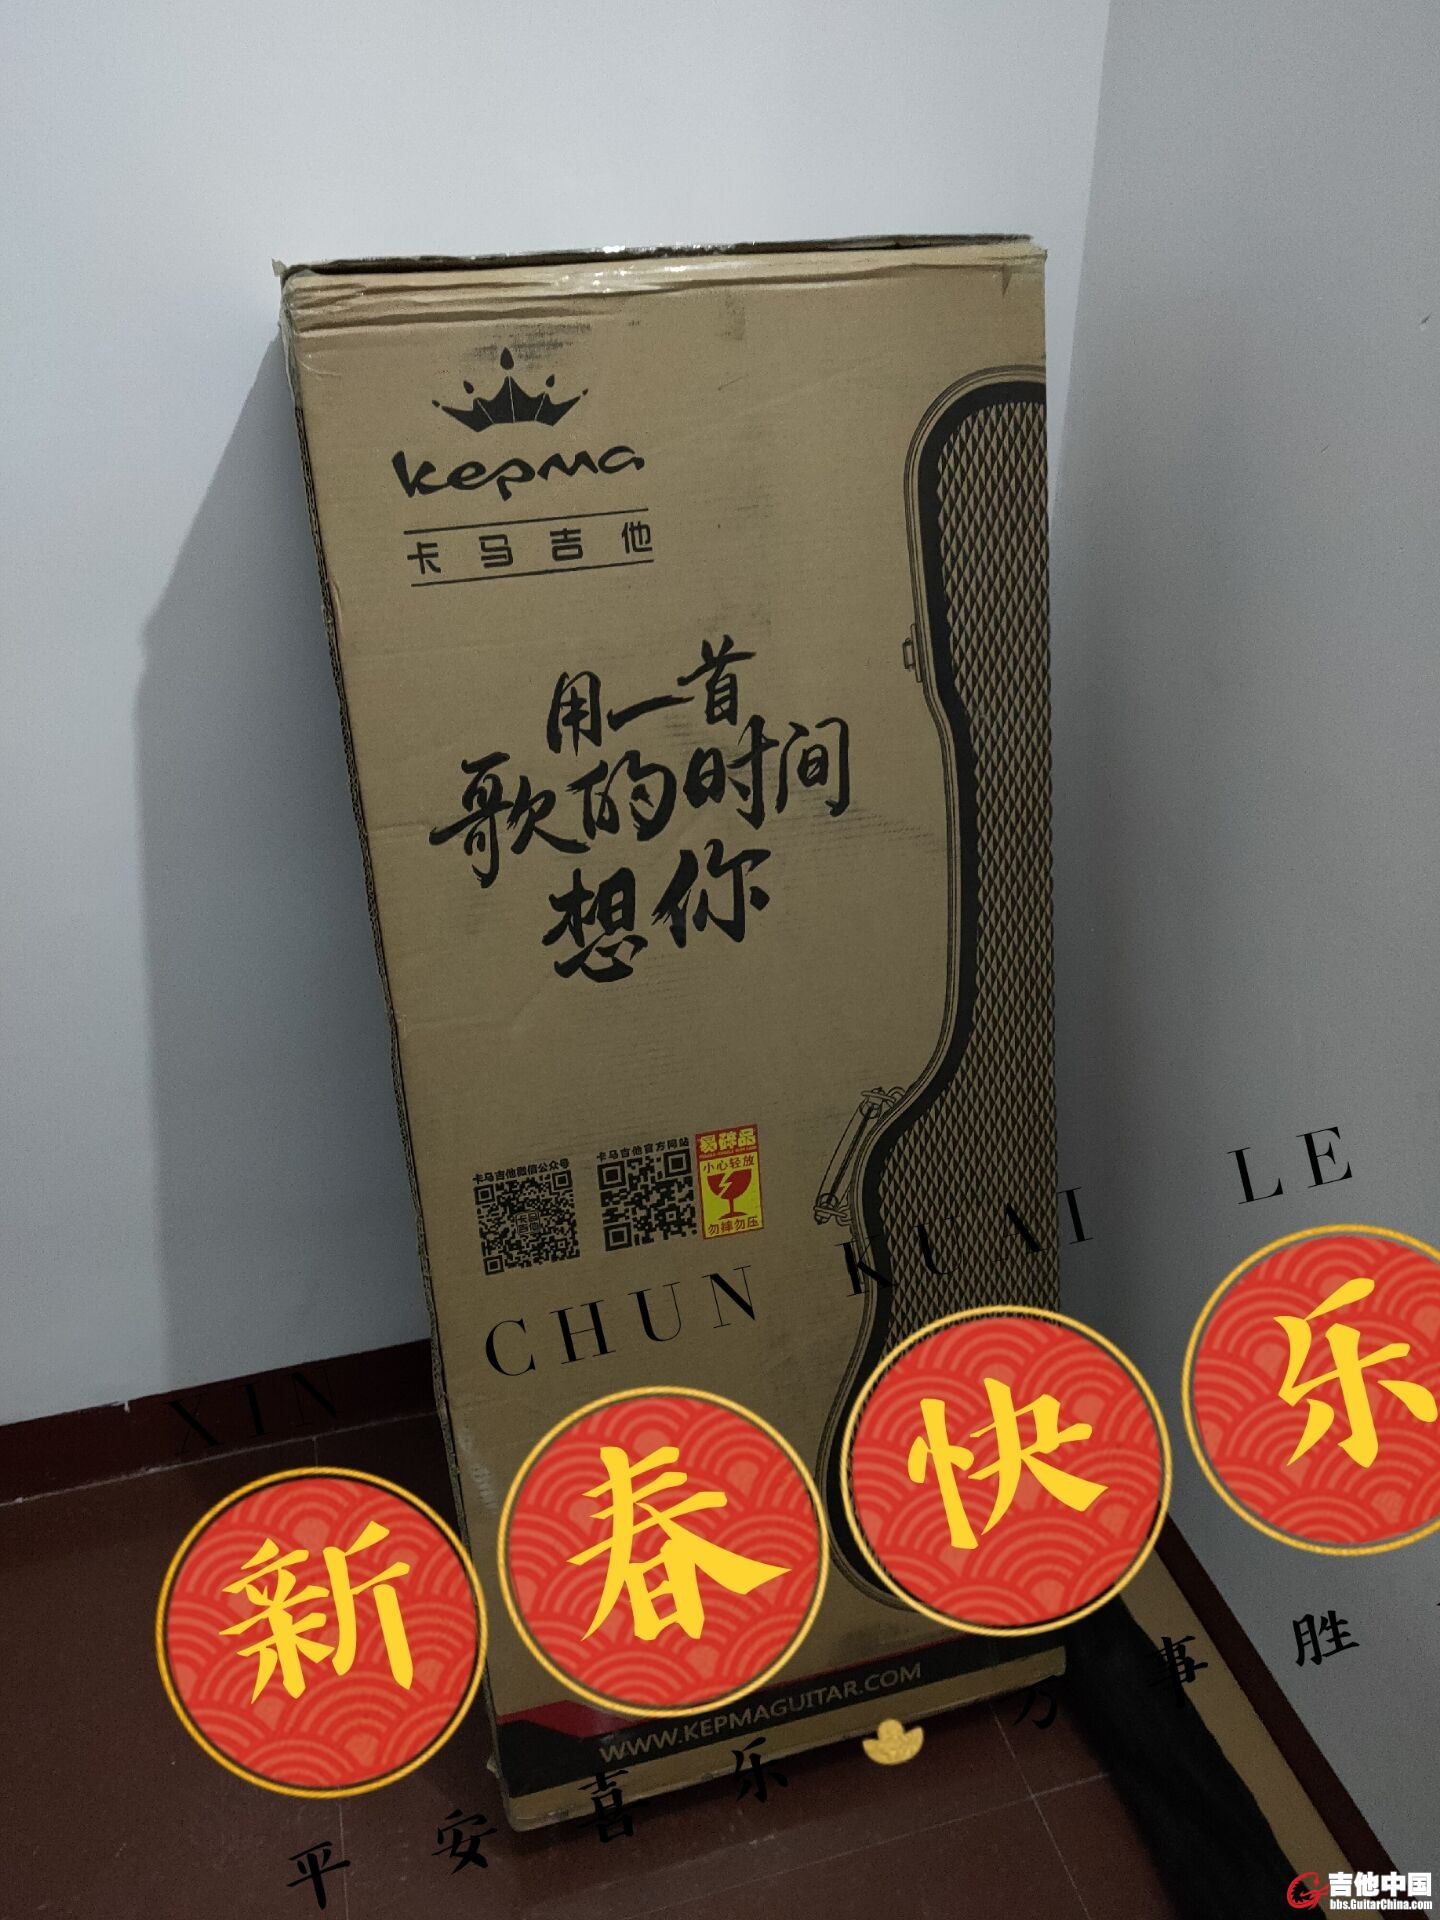 kepma
卡马吉他
用一首
歌的时间
想你
卡马吉他微信公众号
卡马吉他官方网站
易碎品
小心轻放
勿摔勿压
XIN CHUN KUAI LE
新春快乐
WWW.KEPMAGUITAR.COM
平安喜乐 万事胜
吉他中国
bbs.GuitarChina.com